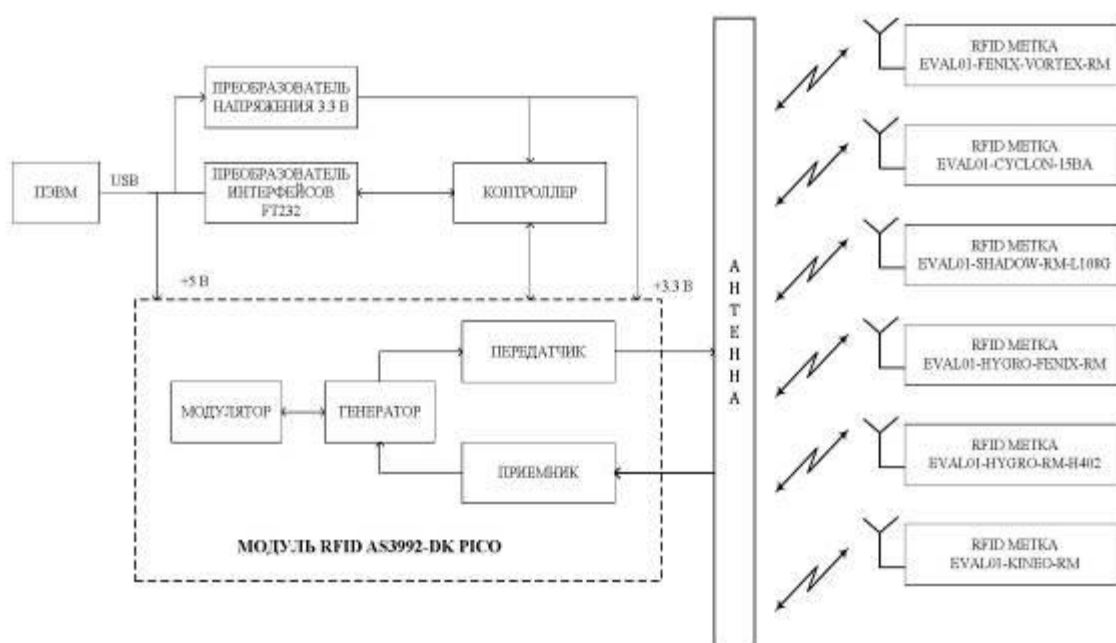 ПРЕОБРАЗОВАТЕЛЬ
НАПРЯЖЕНИЯ 3.3 В
ПЭВМ
USB
ПРЕОБРАЗОВАТЕЛЬ
ИНТЕРФЕЙСОВ
FT232
КОНТРОЛЛЕР
+5 В
+3.3 В
ПЕРЕДАТЧИК
МОДУЛЯТОР
ГЕНЕРАТОР
ПРИЕМНИК
МОДУЛЬ RFID AS3992-DK PICO
АНТЕННА
RFID МЕТКА
EVAL01-FENIX-VORTEX-RM
RFID МЕТКА
EVAL01-CYCLON-15BA
RFID МЕТКА
EVAL01-SHADOW-RM-L108G
RFID МЕТКА
EVAL01-HYGRO-FENIX-RM
RFID МЕТКА
EVAL01-HYGRO-RM-H402
RFID МЕТКА
EVAL01-KINEO-RM